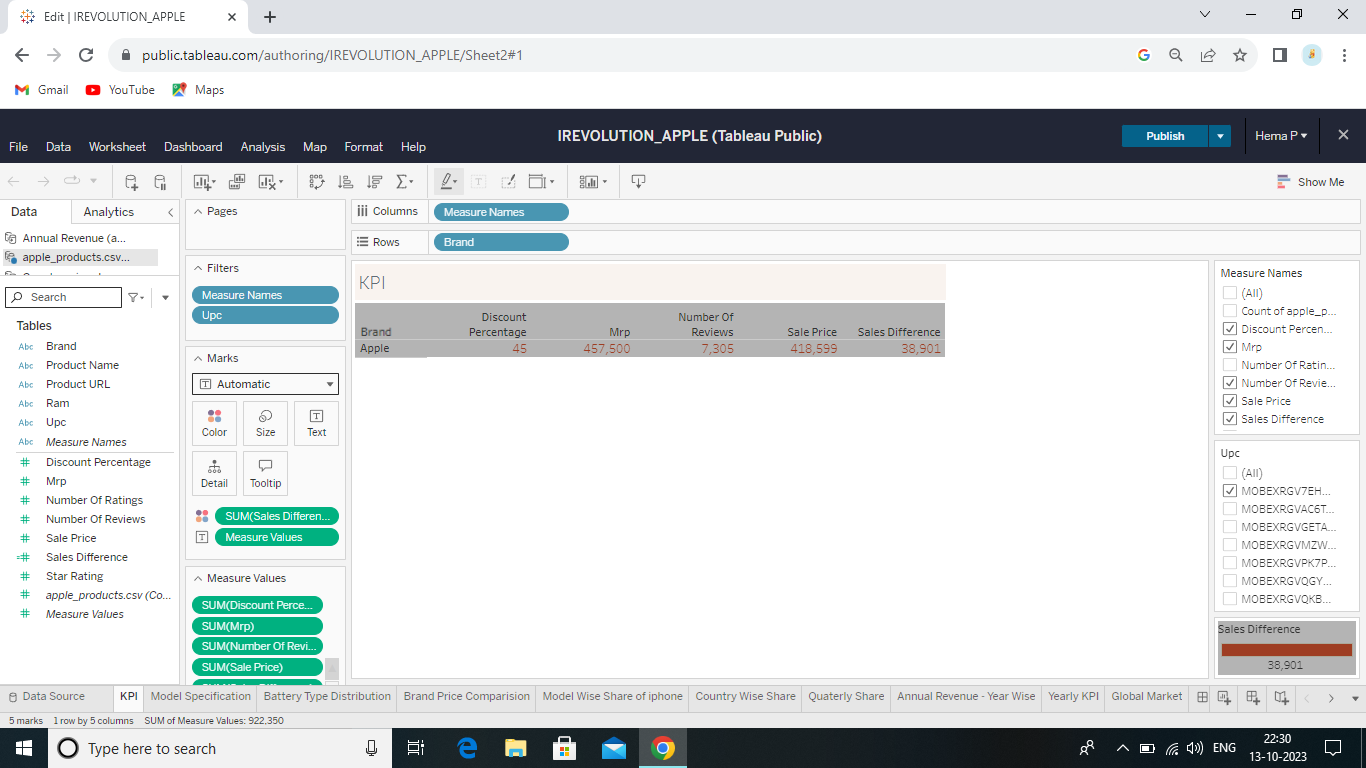 Edit | IREVOLUTION_APPLE
public.tableau.com/authoring/IREVOLUTION_APPLE/Sheet2#1
Gmail YouTube Maps
IREVOLUTION_APPLE (Tableau Public) Publish Hema P
File Data Worksheet Dashboard Analysis Map Format Help
Show Me
Data Analytics
Annual Revenue (a...
apple_products.csv...
Search
Tables
Abc Brand
Abc Product Name
Abc Product URL
Abc Ram
Abc Upc
Abc Measure Names
Discount Percentage
Mrp
Number Of Ratings
Number Of Reviews
Sale Price
Sales Difference
Star Rating
apple_products.csv (Co...
Measure Values
Pages
Filters
Measure Names
Upc
Marks
Automatic
Color Size Text
Detail Tooltip
SUM(Sales Differen...
Measure Values
Measure Values
SUM(Discount Perce...
SUM(Mrp)
SUM(Number Of Revi...
SUM(Sale Price)
Columns Measure Names
Rows Brand
KPI
Brand Discount Percentage Mrp Number Of Reviews Sale Price Sales Difference
Apple 45 457,500 7,305 418,599 38,901
Measure Names
(All)
Count of apple_p...
Discount Percen...
Mrp
Number Of Ratin...
Number Of Revie...
Sale Price
Sales Difference
Upc
(All)
MOBEXRGV7EH...
MOBEXRGVAC6T...
MOBEXRGVGETA...
MOBEXRGVMZW...
MOBEXRGVPK7P...
MOBEXRGVQGY...
MOBEXRGVQKB...
Sales Difference
38,901
Data Source KPI Model Specification Battery Type Distribution Brand Price Comparision Model Wise Share of iphone Country Wise Share Quaterly Share Annual Revenue - Year Wise Yearly KPI Global Market
5 marks 1 row by 5 columns SUM of Measure Values: 922,350
Type here to search
ENG
22:30
13-10-2023